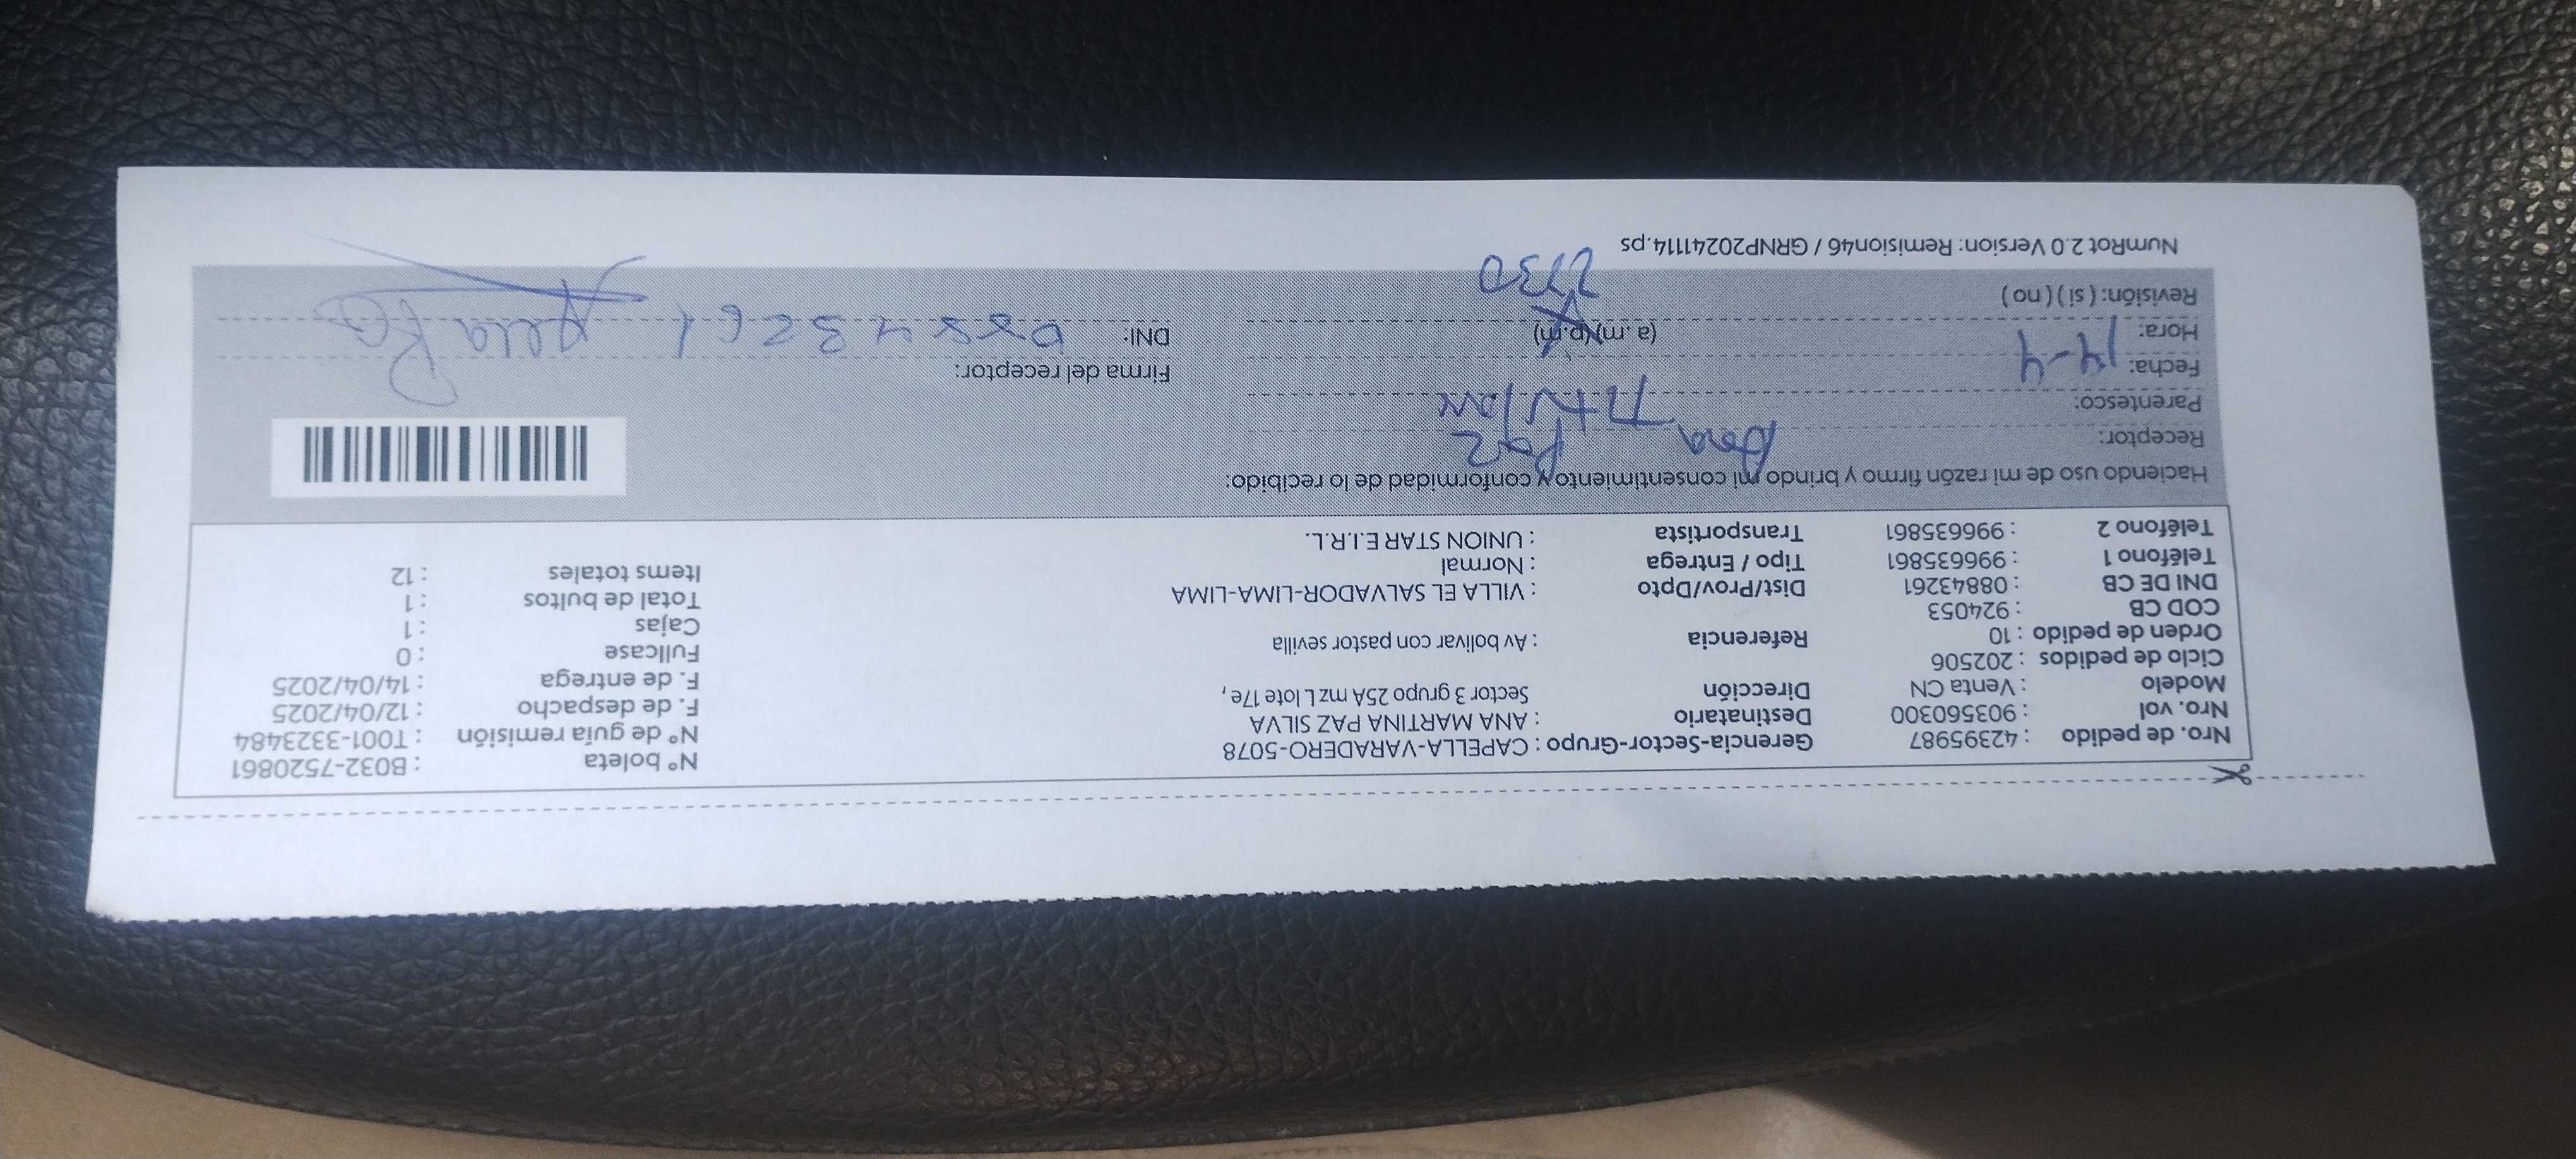 Nro. de pedido : 42395987 Gerencia-Sector-Grupo : CAPELLA-VARADERO-5078 N° boleta : B032-7520861
Nro. vol : 903560300 Destinatario : ANA MARTINA PAZ SILVA N° de guía remisión : T001-3323484
Modelo : Venta CN Dirección Sector 3 grupo 25A mz L lote 17e, F. de despacho : 12/04/2025
Ciclo de pedidos : 202506 F. de entrega : 14/04/2025
Orden de pedido : 10 Referencia : Av bolivar con pastor sevilla Fullcase : 0
COD CB : 924053 Cajas : 1
DNI DE CB : 08843261 Dist/Prov/Dpto : VILLA EL SALVADOR-LIMA-LIMA Total de bultos : 1
Teléfono 1 : 996635861 Tipo / Entrega : Normal Items totales : 12
Teléfono 2 : 996635861 Transportista : UNION STAR E.I.R.L.
Haciendo uso de mi razón firmo y brindo mi consentimiento y conformidad de lo recibido:
Receptor: Paz
Parentesco: Titular
Fecha: 14-4 Firma del receptor:
Hora: (a.m)(p.m) DNI: 08843261
Revisión: ( si ) ( no )
NumRot 2.0 Version: Remision46 / GRNP20241114.ps